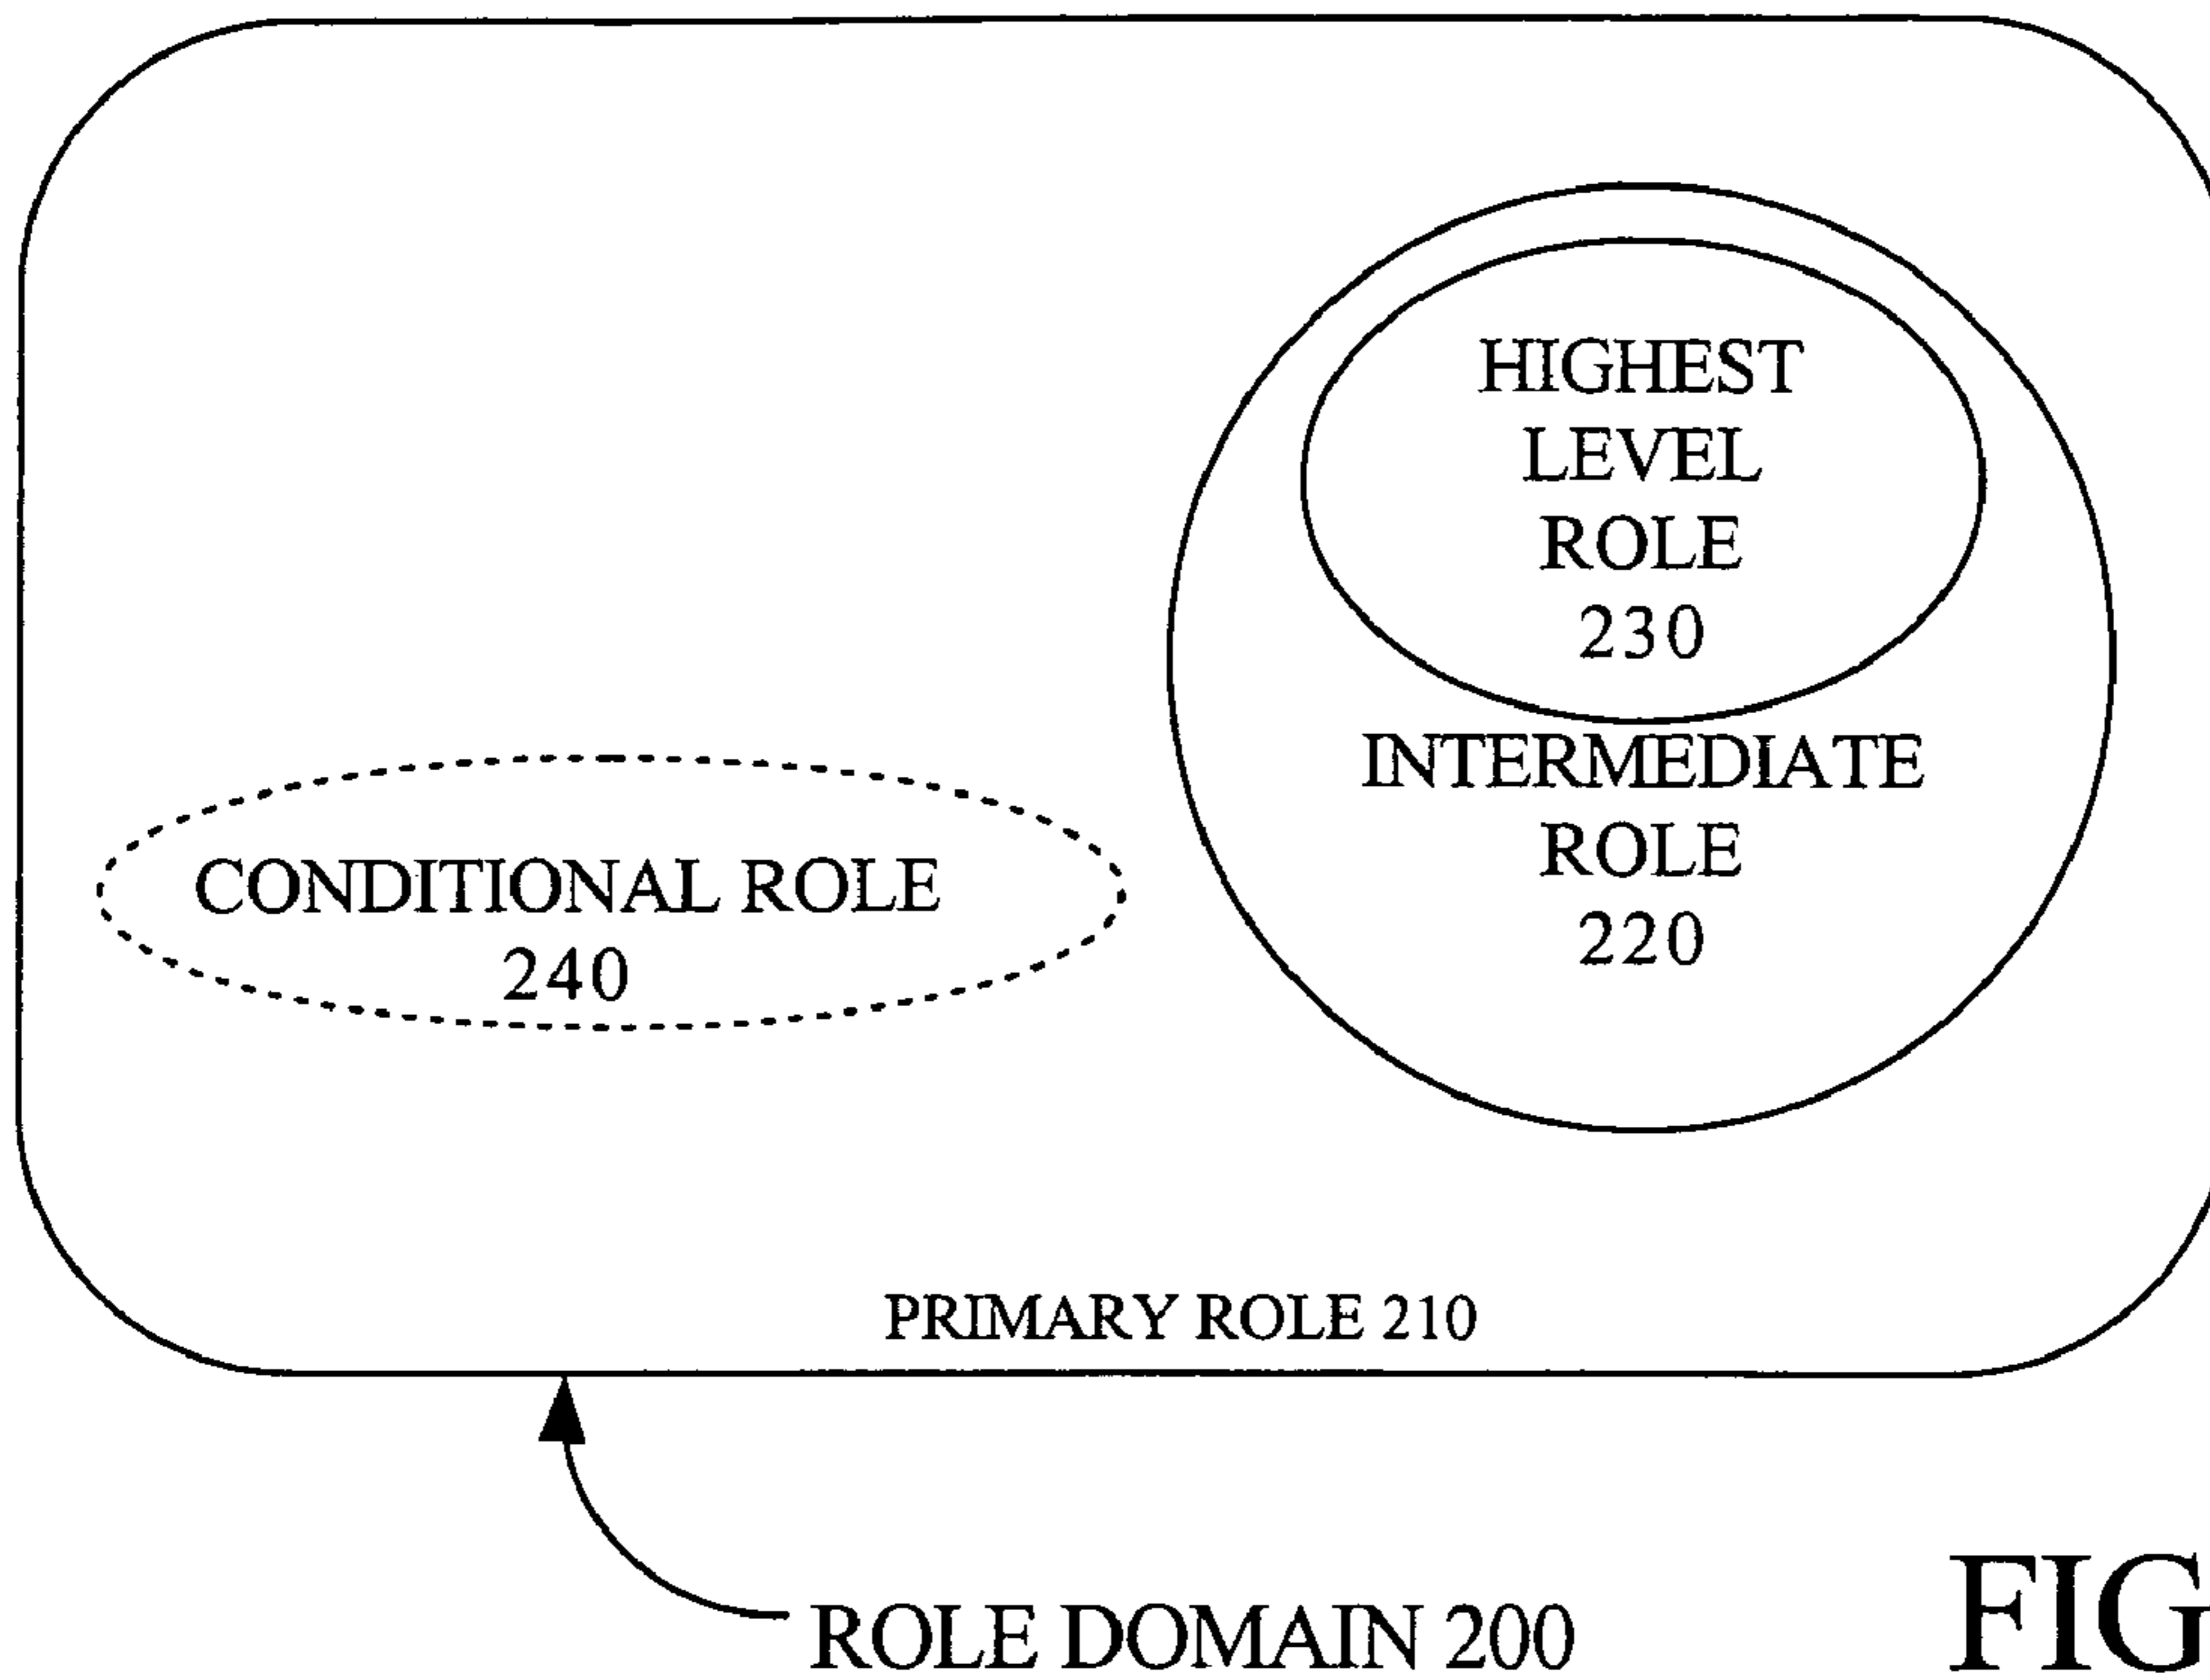 HIGHEST
LEVEL
ROLE
230
INTERMEDIATE
ROLE
220
CONDITIONAL ROLE
240
PRIMARY ROLE 210
ROLE DOMAIN 200
FIG